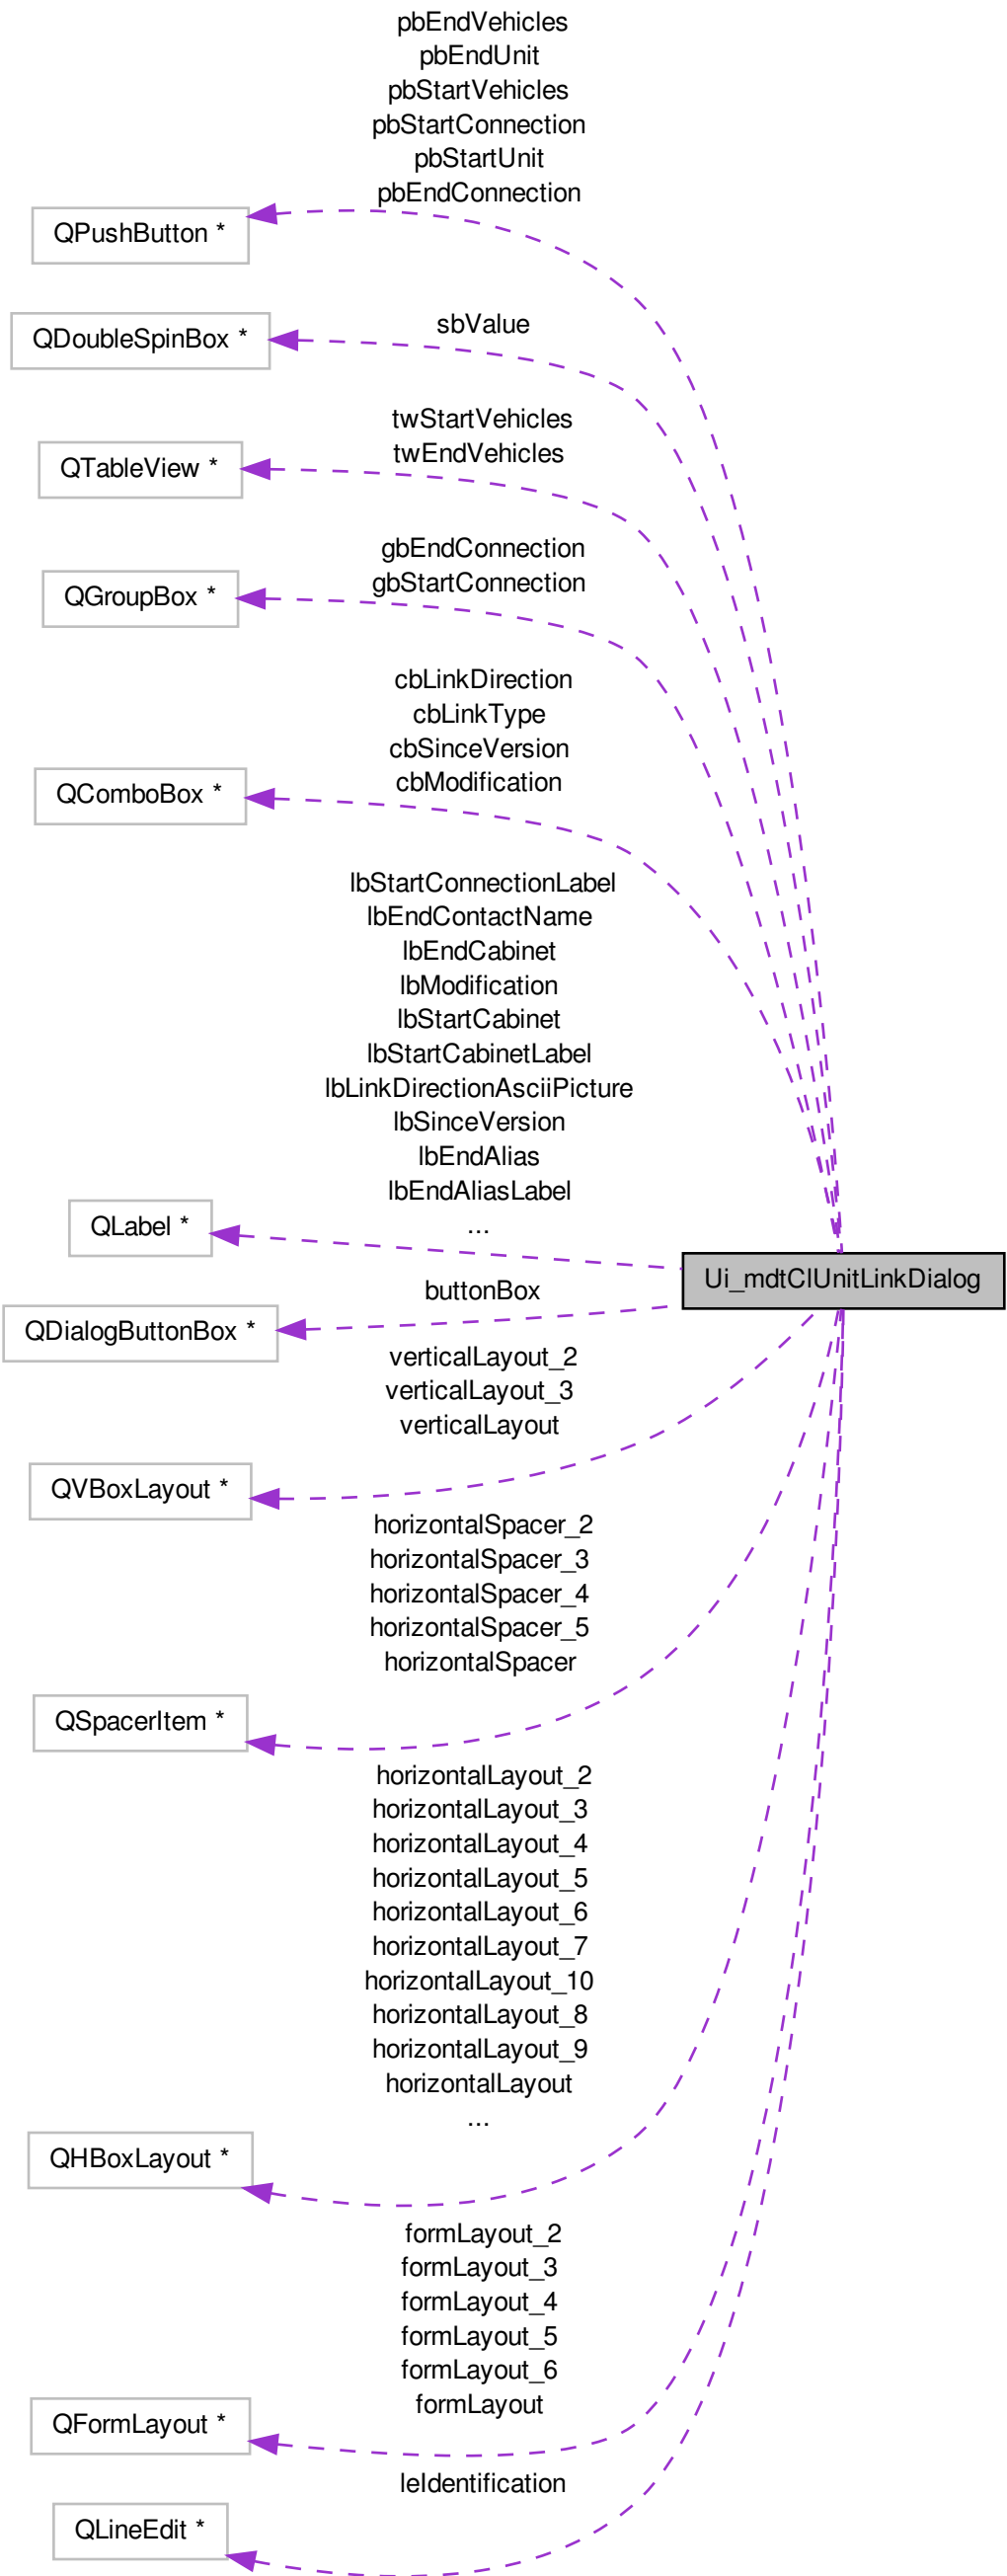 pbEndVehicles
pbEndUnit
pbStartVehicles
pbStartConnection
pbStartUnit
pbEndConnection
QPushButton *
sbValue
QDoubleSpinBox *
twStartVehicles
twEndVehicles
QTableView *
gbEndConnection
gbStartConnection
QGroupBox *
cbLinkDirection
cbLinkType
cbSinceVersion
cbModification
QComboBox *
lbStartConnectionLabel
lbEndContactName
lbEndCabinet
lbModification
lbStartCabinet
lbStartCabinetLabel
lbLinkDirectionAsciiPicture
lbSinceVersion
lbEndAlias
lbEndAliasLabel
...
QLabel *
Ui_mdtClUnitLinkDialog
buttonBox
QDialogButtonBox *
verticalLayout_2
verticalLayout_3
verticalLayout
QVBoxLayout *
horizontalSpacer_2
horizontalSpacer_3
horizontalSpacer_4
horizontalSpacer_5
horizontalSpacer
QSpacerItem *
horizontalLayout_2
horizontalLayout_3
horizontalLayout_4
horizontalLayout_5
horizontalLayout_6
horizontalLayout_7
horizontalLayout_10
horizontalLayout_8
horizontalLayout_9
horizontalLayout
...
QHBoxLayout *
formLayout_2
formLayout_3
formLayout_4
formLayout_5
formLayout_6
formLayout
QFormLayout *
leIdentification
QLineEdit *